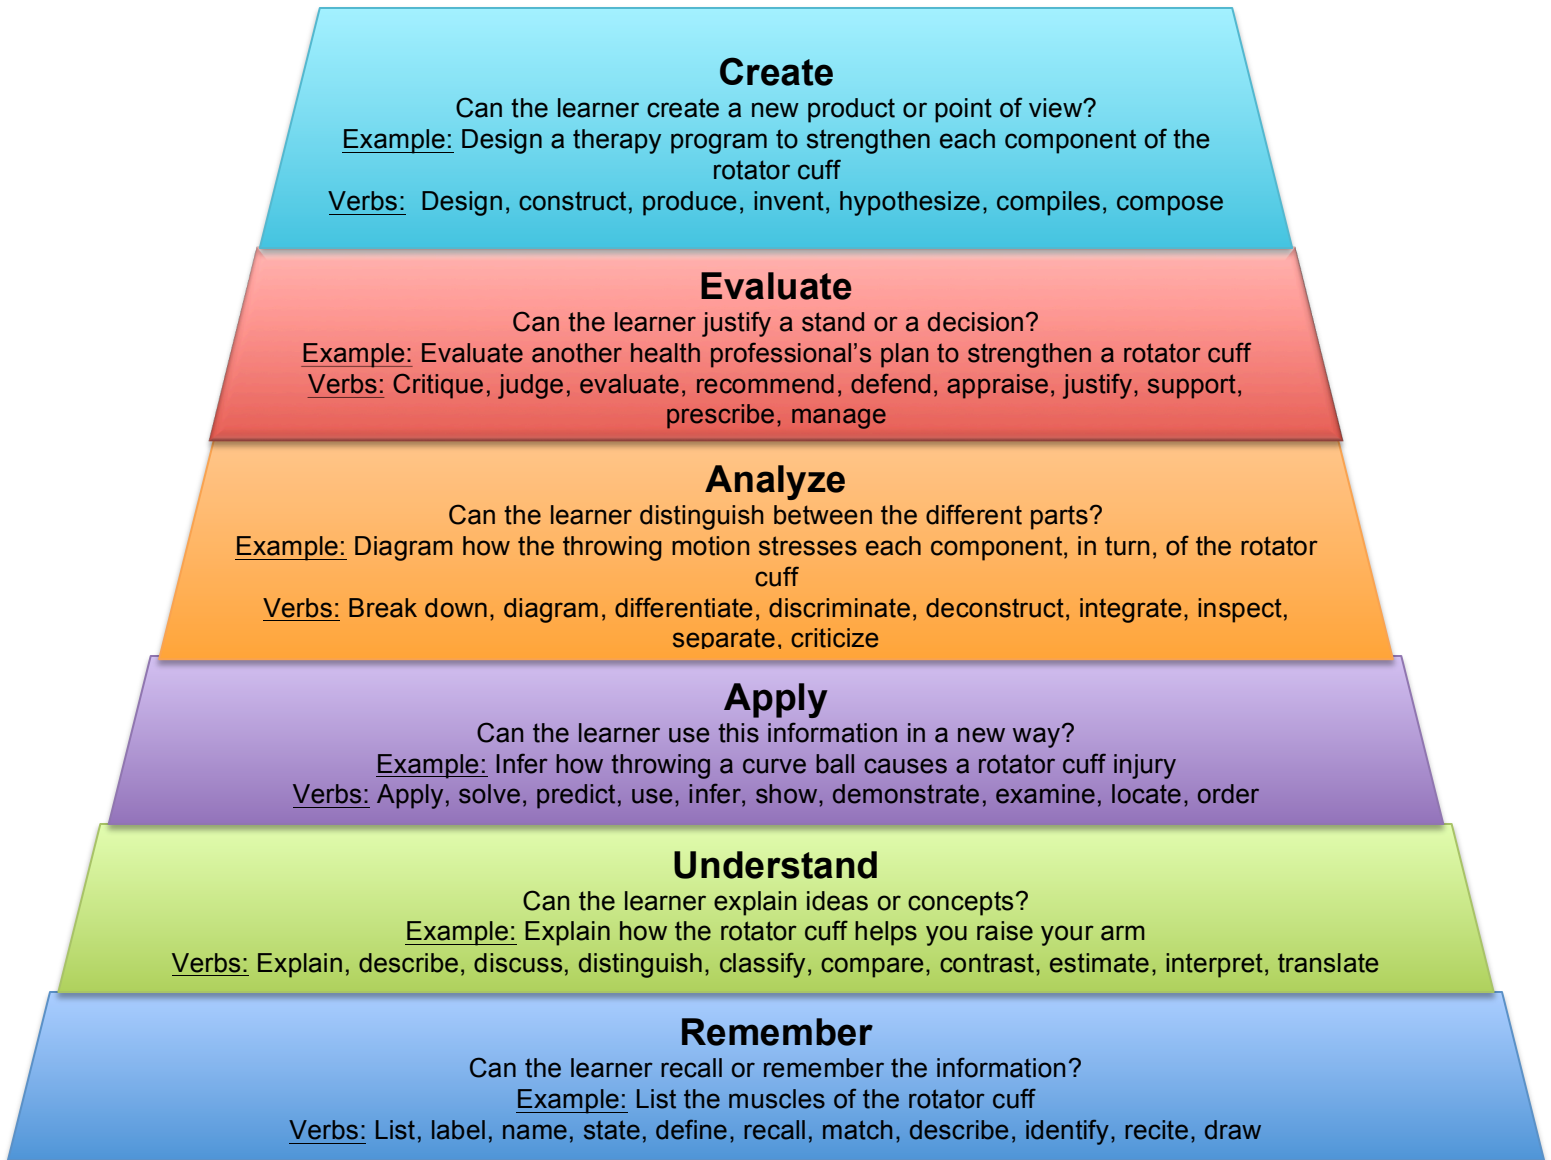 Create
Can the learner create a new product or point of view?
Example: Design a therapy program to strengthen each component of the
rotator cuff
Verbs:  Design, construct, produce, invent, hypothesize, compiles, compose
Evaluate
Can the learner justify a stand or a decision?
Example: Evaluate another health professional’s plan to strengthen a rotator cuff
Verbs: Critique, judge, evaluate, recommend, defend, appraise, justify, support,
prescribe, manage
Analyze
Can the learner distinguish between the different parts?
Example: Diagram how the throwing motion stresses each component, in turn, of the rotator
cuff
Verbs: Break down, diagram, differentiate, discriminate, deconstruct, integrate, inspect,
separate, criticize
Apply
Can the learner use this information in a new way?
Example: Infer how throwing a curve ball causes a rotator cuff injury
Verbs: Apply, solve, predict, use, infer, show, demonstrate, examine, locate, order
Understand
Can the learner explain ideas or concepts?
Example: Explain how the rotator cuff helps you raise your arm
Verbs: Explain, describe, discuss, distinguish, classify, compare, contrast, estimate, interpret, translate
Remember
Can the learner recall or remember the information?
Example: List the muscles of the rotator cuff
Verbs: List, label, name, state, define, recall, match, describe, identify, recite, draw